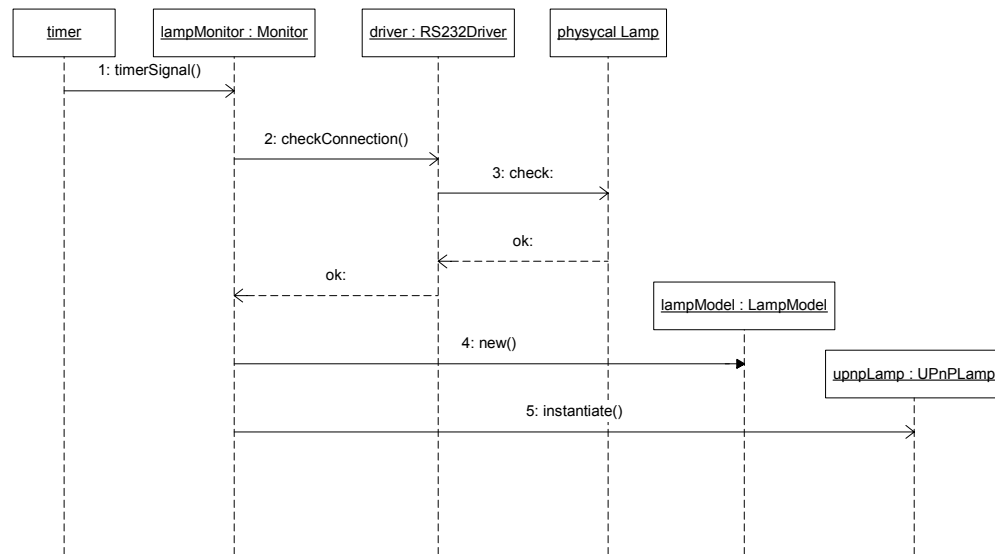 timer
lampMonitor : Monitor
driver : RS232Driver
physycal Lamp
1: timerSignal()
2: checkConnection()
3: check:
ok:
ok:
lampModel : LampModel
4: new()
upnpLamp : UPnPLamp
5: instantiate()